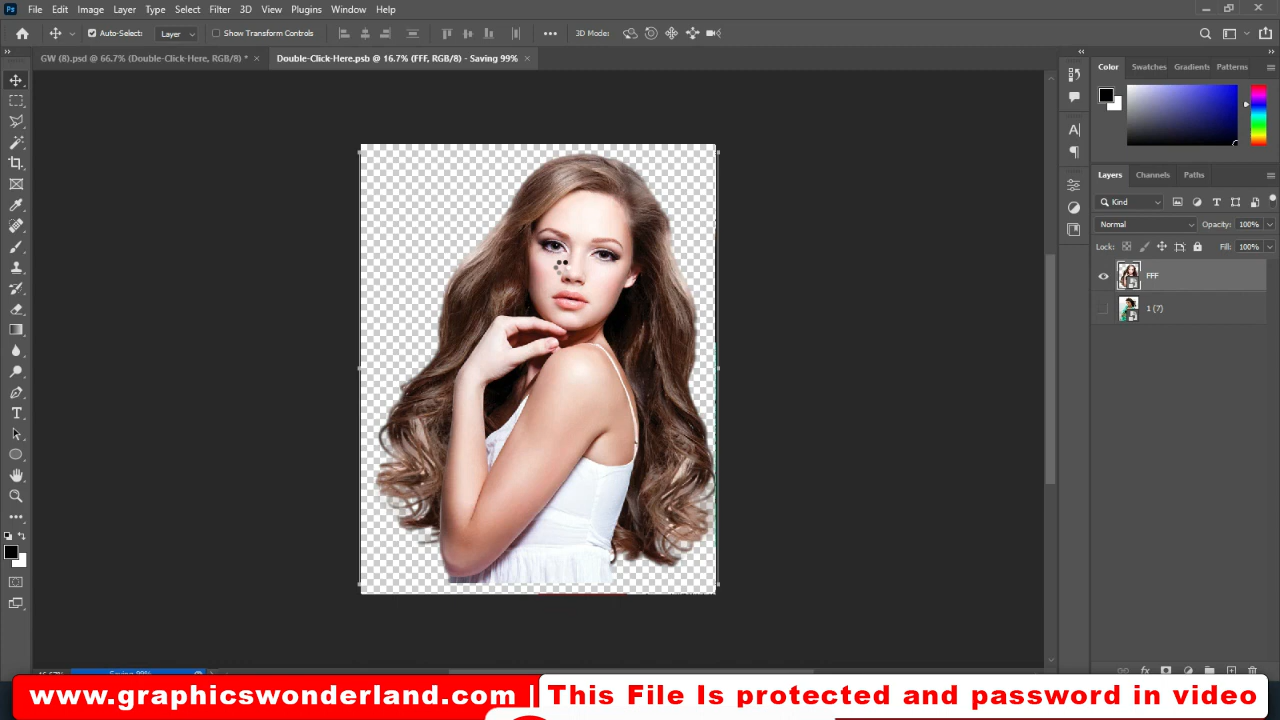 Ps File Edit Image Layer Type Select Filter 3D View Plugins Window Help
Auto-Select: Layer Show Transform Controls 3D Mode:
GW (8).psd @ 66.7% (Double-Click-Here, RGB/8) * × Double-Click-Here.psb @ 16.7% (FFF, RGB/8) - Saving 99% ×
Color Swatches Gradients Patterns
Layers Channels Paths
Kind
Normal Opacity: 100%
Lock: Fill: 100%
FFF
1 (7)
Saving 99%
www.graphicswonderland.com | This File Is protected and password in video